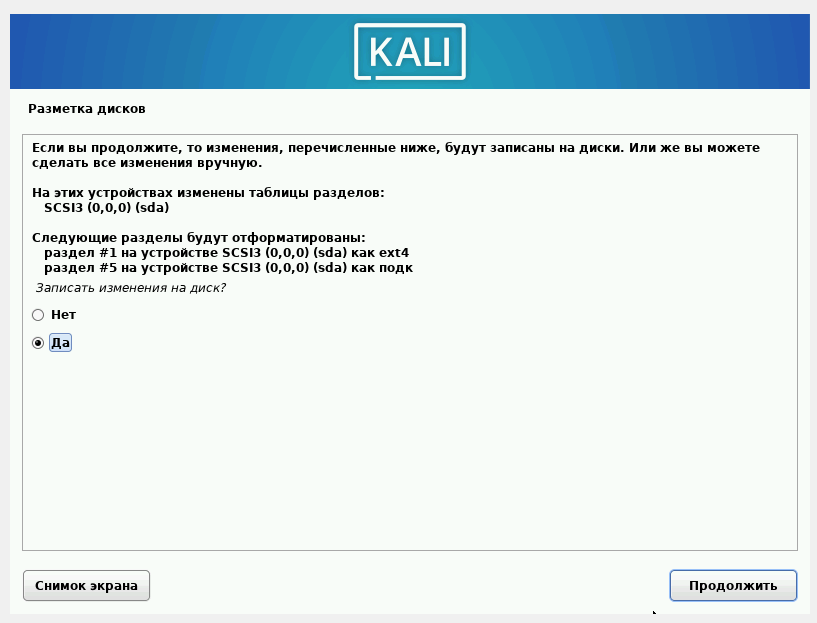 KALI
Разметка дисков
Если вы продолжите, то изменения, перечисленные ниже, будут записаны на диски. Или же вы можете
сделать все изменения вручную.
На этих устройствах изменены таблицы разделов:
SCSI3 (0,0,0) (sda)
Следующие разделы будут отформатированы:
раздел #1 на устройстве SCSI3 (0,0,0) (sda) как ext4
раздел #5 на устройстве SCSI3 (0,0,0) (sda) как подк
Записать изменения на диск?
Нет
Да
Снимок экрана
Продолжить